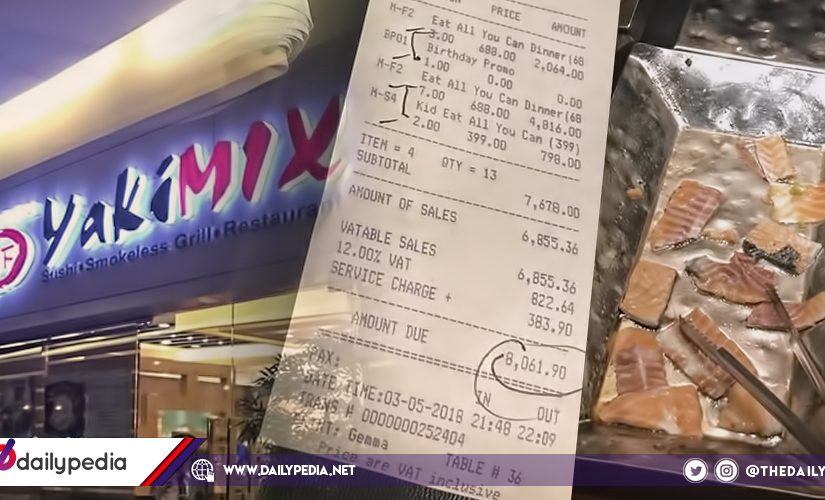 YakiMIX
Sushi•Smokeless Grill•Restaurant
PRICE AMOUNT
M-F2 Eat All You Can Dinner(68
3.00 688.00 2,064.00
BP01 Birthday Promo
1.00 0.00 0.00
M-F2 Eat All You Can Dinner(68
7.00 688.00 4,816.00
M-S4 Kid Eat All You Can (399)
2.00 399.00 798.00
ITEM = 4 QTY = 13
SUBTOTAL 7,678.00
AMOUNT OF SALES 6,855.36
VATABLE SALES 6,855.36
12.00% VAT 822.64
SERVICE CHARGE + 383.90
AMOUNT DUE 8,061.90
PAX: IN OUT
DATE TIME:03-05-2018 21:48 22:09
TRANS # 0000000252404
Gemma TABLE # 36
Price are VAT inclusive
dailypedia
WWW.DAILYPEDIA.NET
@THEDAILY